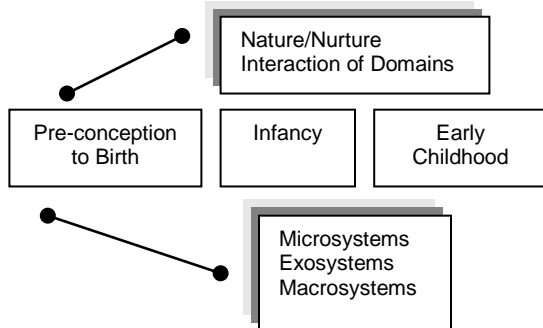 Nature/Nurture
Interaction of Domains
Pre-conception
to Birth
Infancy
Early
Childhood
Microsystems
Exosystems
Macrosystems